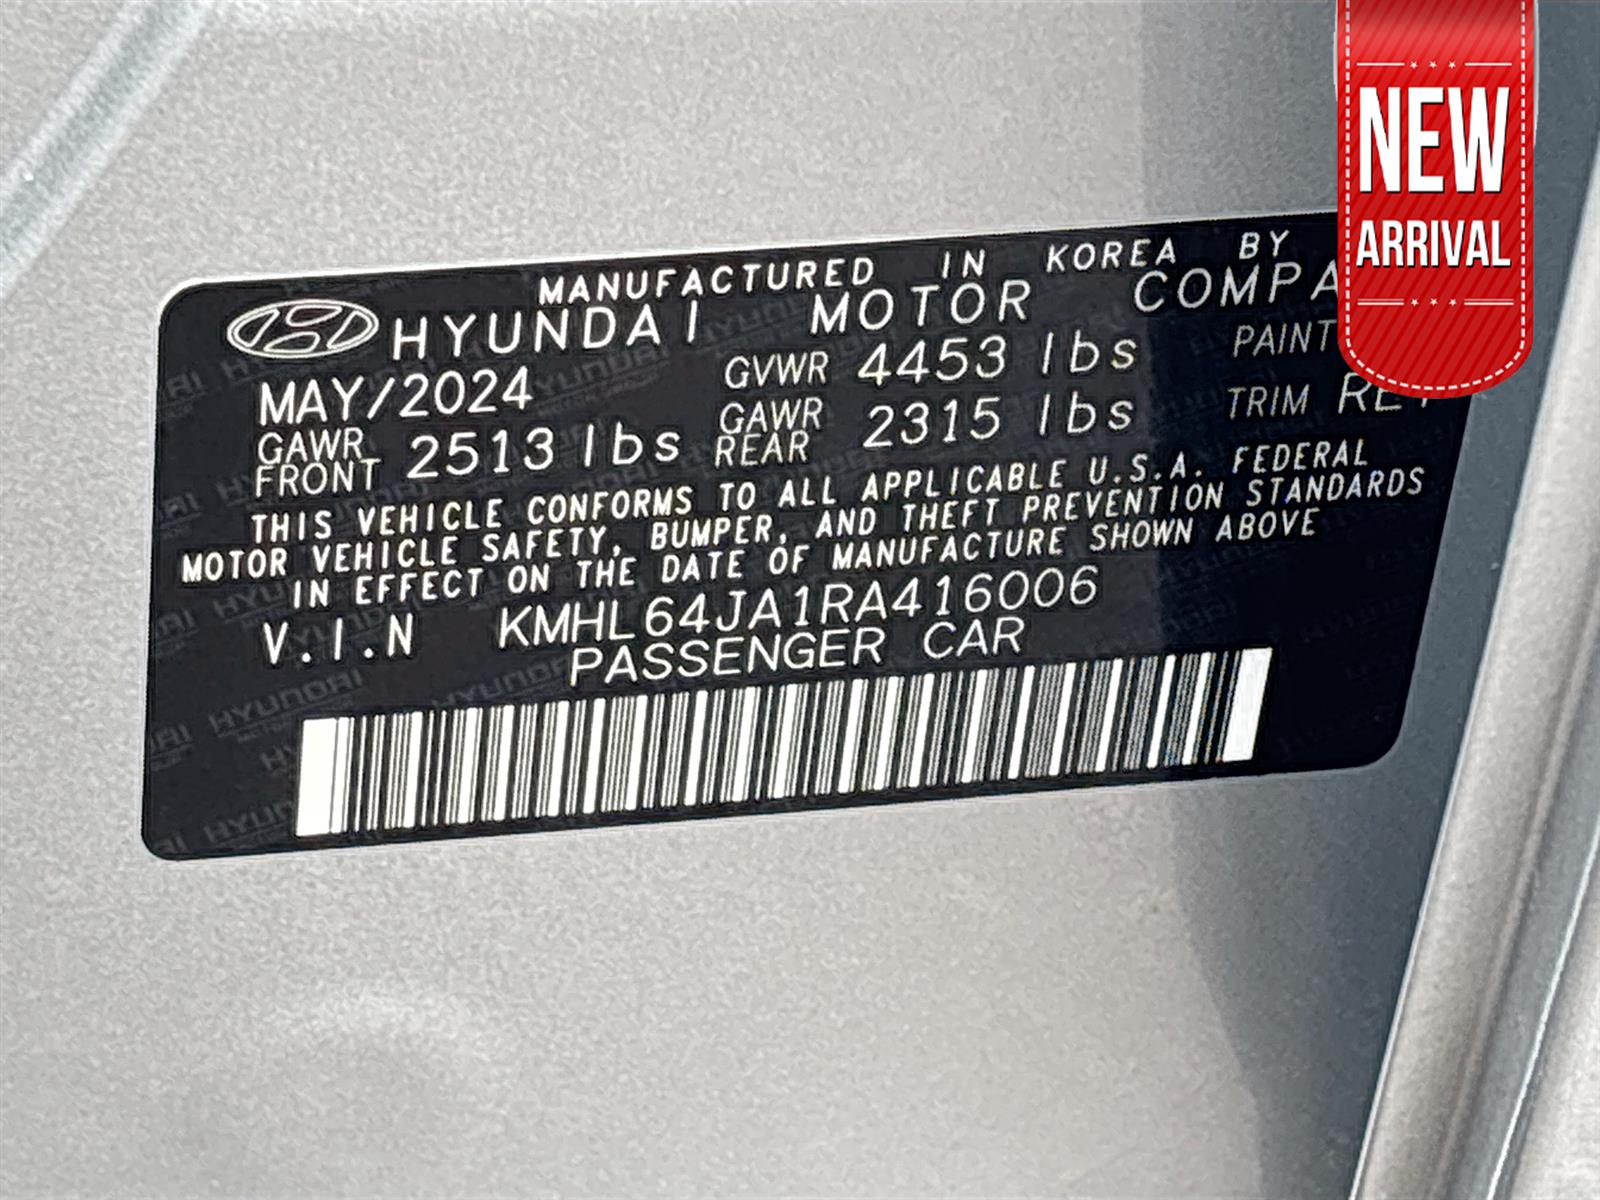 NEW
ARRIVAL
MANUFACTURED IN KOREA BY
HYUNDAI MOTOR
MAY/2024 GVWR 4453 lbs PAINT
GAWR FRONT 2513 lbs GAWR REAR 2315 lbs TRIM
THIS VEHICLE CONFORMS TO ALL APPLICABLE U.S.A. FEDERAL
MOTOR VEHICLE SAFETY, BUMPER, AND THEFT PREVENTION STANDARDS
IN EFFECT ON THE DATE OF MANUFACTURE SHOWN ABOVE
V.I.N KMHL64JA1RA416006
PASSENGER CAR